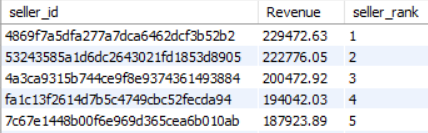 seller_id Revenue seller_rank
4869f7a5dfa277a7dca6462dcf3b52b2 229472.63 1
53243585a1d6dc2643021fd1853d8905 222776.05 2
4a3ca9315b744ce9f8e9374361493884 200472.92 3
fa1c13f2614d7b5c4749cbc52fecda94 194042.03 4
7c67e1448b00f6e969d365cea6b010ab 187923.89 5